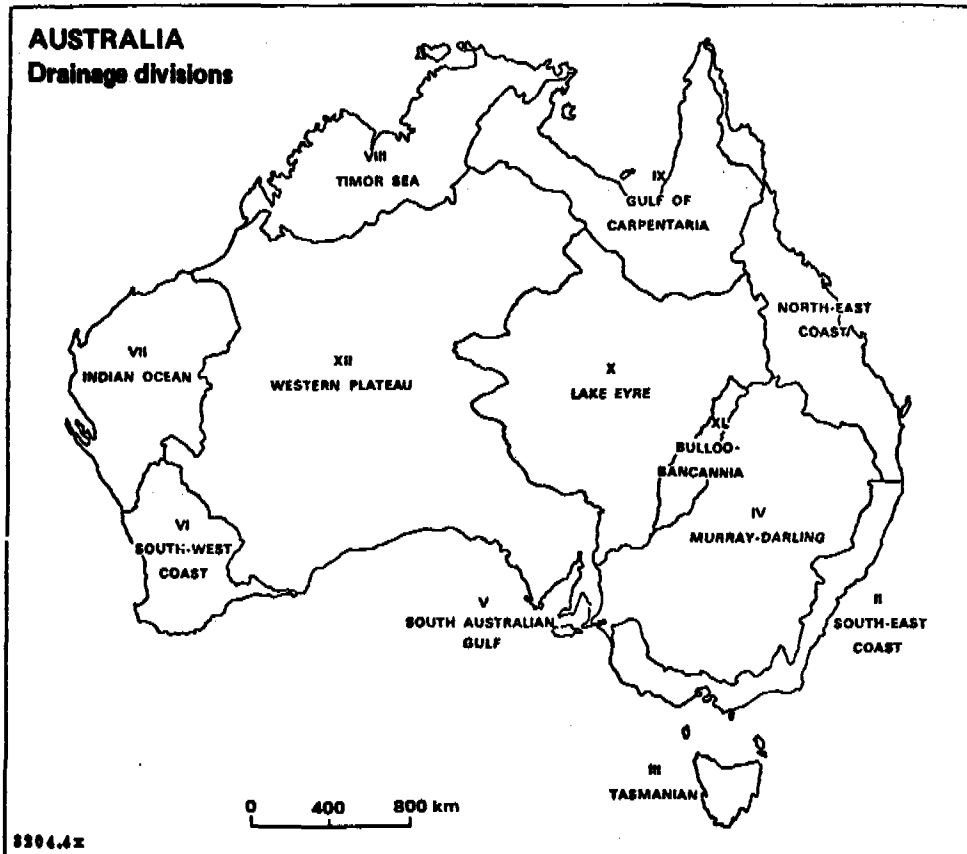 AUSTRALIA
Drainage divisions
VIII
TIMOR SEA
IX
GULF OF
CARPENTARIA
NORTH-EAST
COAST
VII
INDIAN OCEAN
XII
WESTERN PLATEAU
X
LAKE EYRE
XL
BULLOO-
BANCANNIA
IV
MURRAY-DARLING
VI
SOUTH-WEST
COAST
V
SOUTH AUSTRALIAN
GULF
II
SOUTH-EAST
COAST
III
TASMANIAN
0 400 800 km